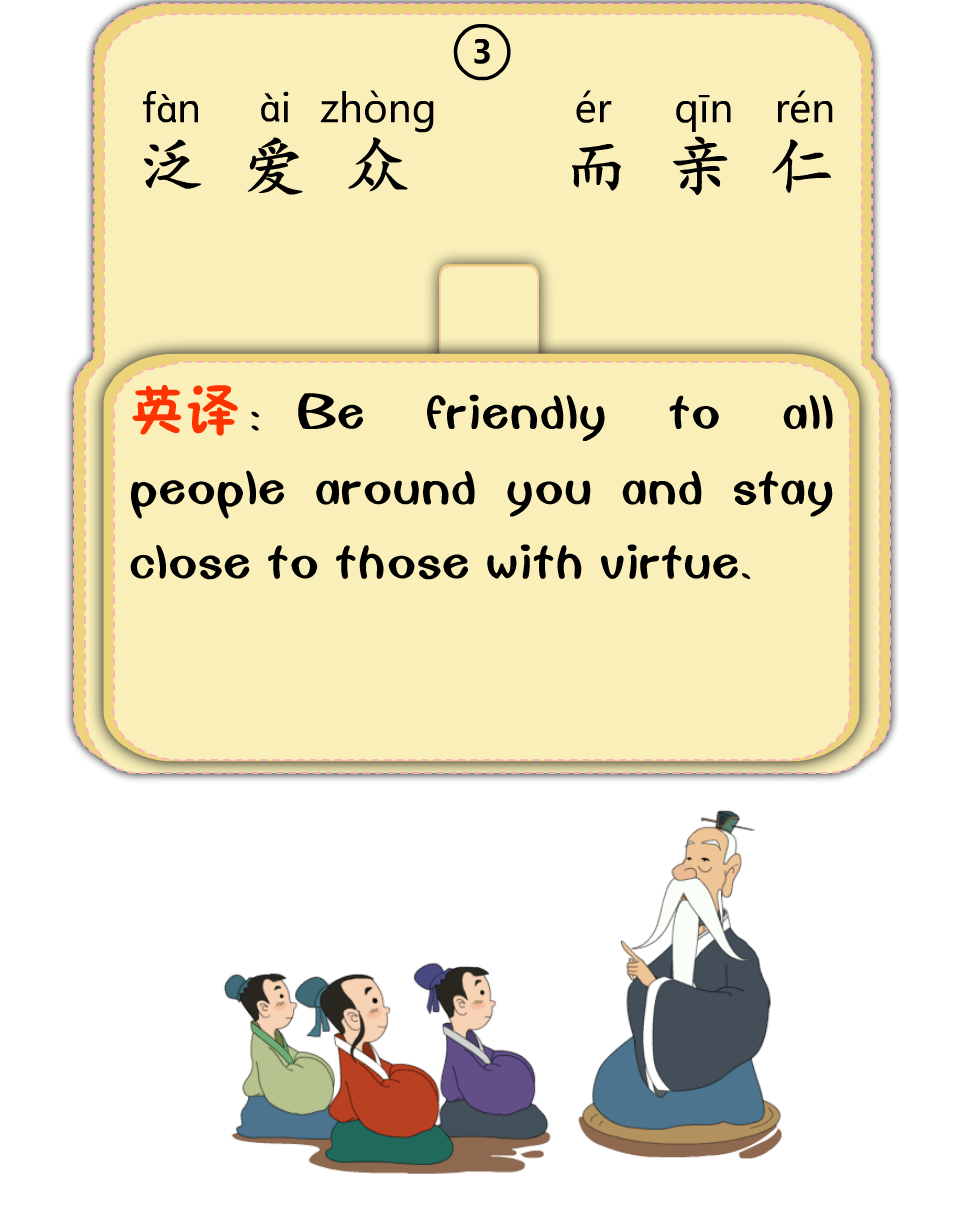 ③
fàn ài zhòng ér qīn rén
泛爱众 而亲仁
英译：Be friendly to all
people around you and stay
close to those with virtue.